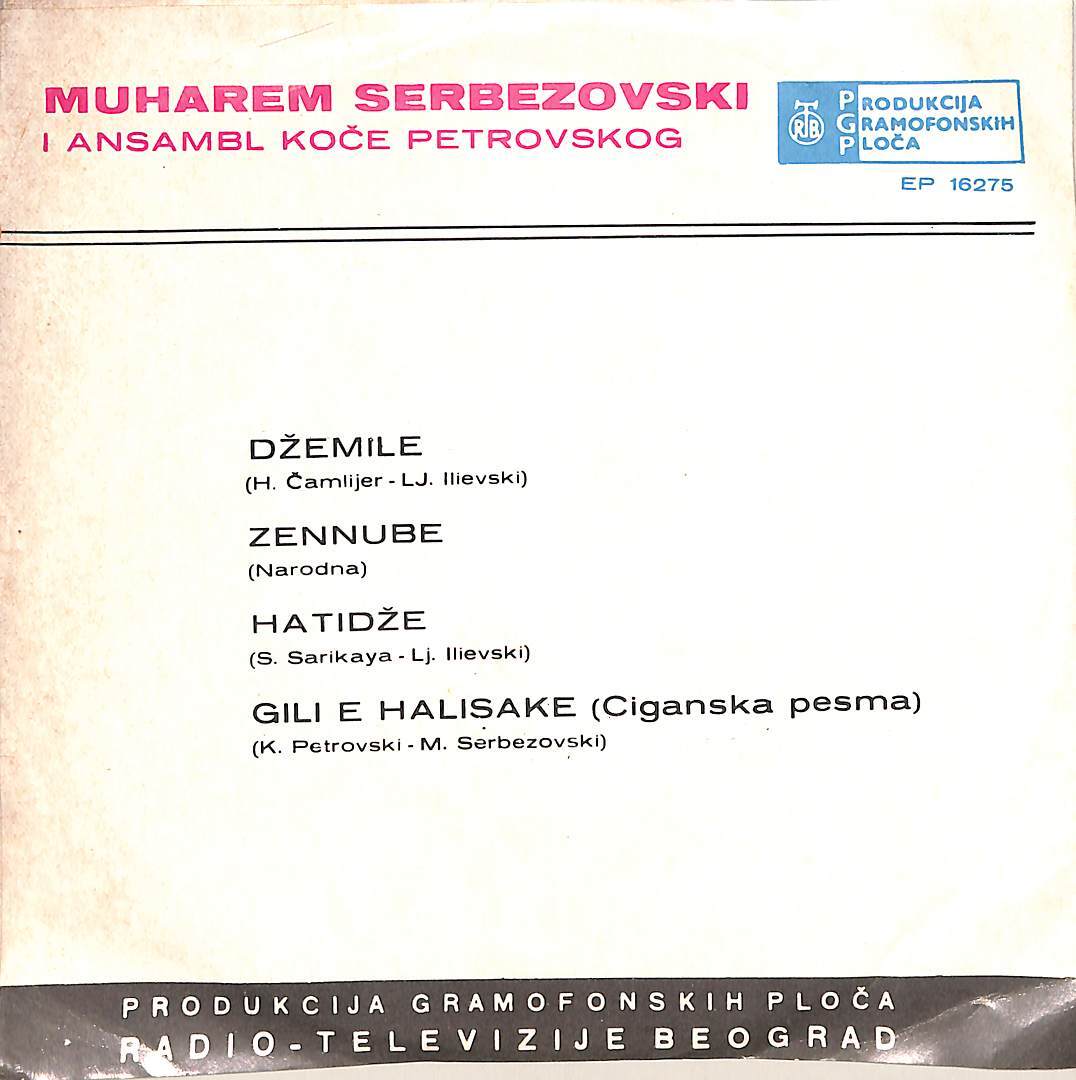 MUHAREM SERBEZOVSKI
I ANSAMBL KOČE PETROVSKOG
RTB
PRODUKCIJA
GRAMOFONSKIH
PLOČA
EP 16275
DŽEMILE
(H. Čamlijer - LJ. Ilievski)
ZENNUBE
(Narodna)
HATIDŽE
(S. Sarikaya - Lj. Ilievski)
GILI E HALISAKE (Ciganska pesma)
(K. Petrovski - M. Serbezovski)
PRODUKCIJA GRAMOFONSKIH PLOČA
RADIO - TELEVIZIJE BEOGRAD